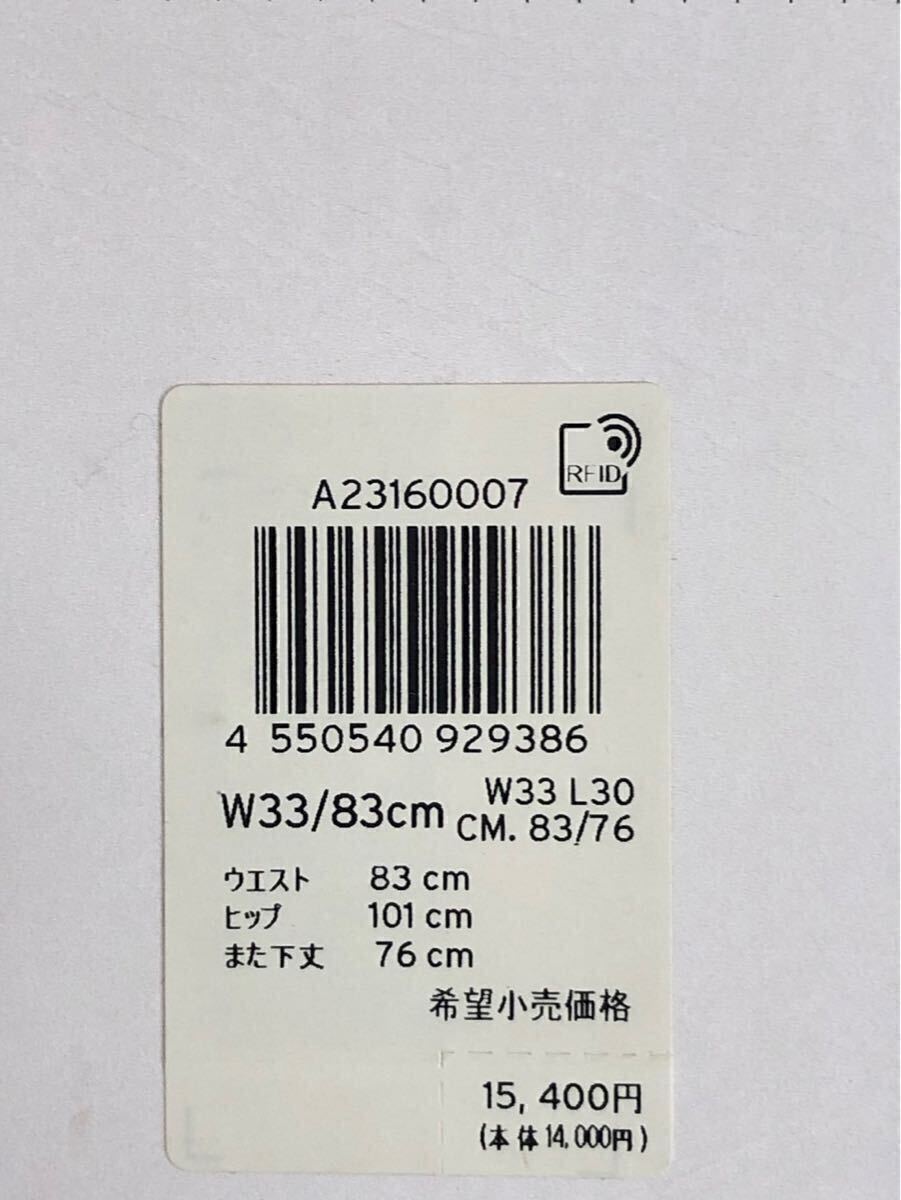 RFID
A23160007
4 550540 929386
W33/83cm
W33 L30
CM. 83/76
ウエスト 83 cm
ヒップ 101 cm
また下丈 76 cm
希望小売価格
15,400円
(本体14,000円)